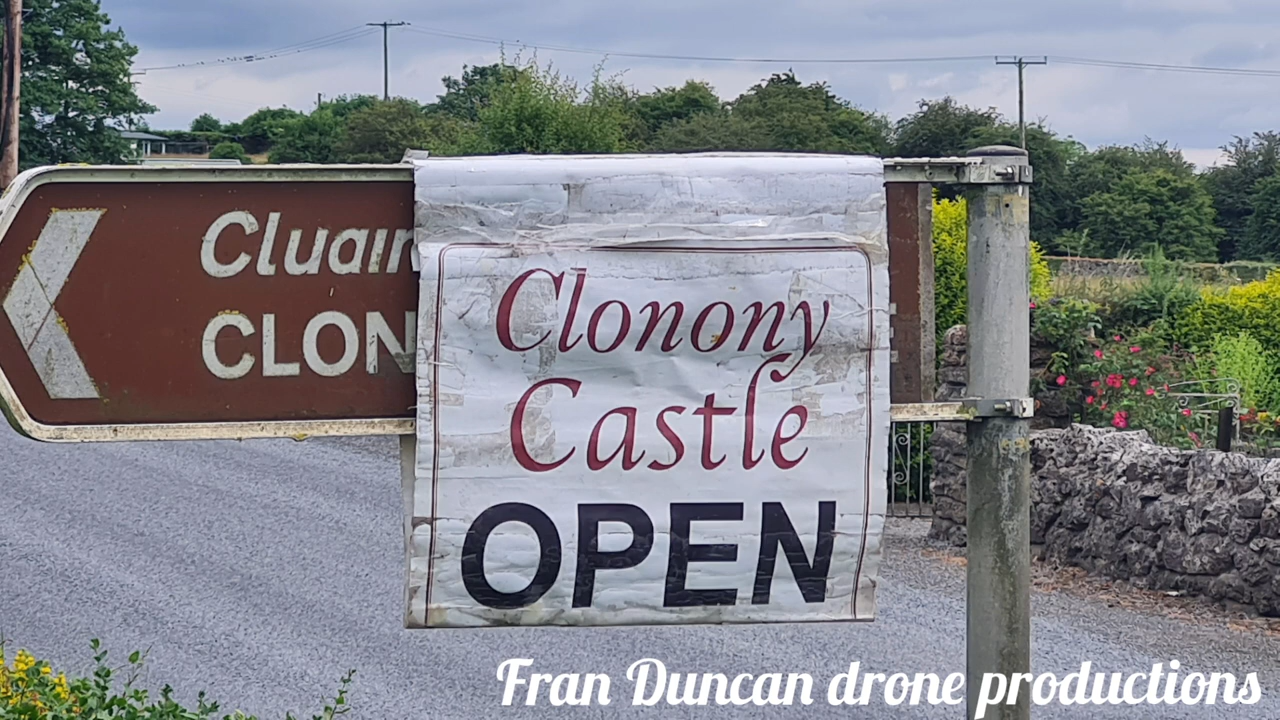 Cluain
CLON
Clonony
Castle
OPEN
Fran Duncan drone productions